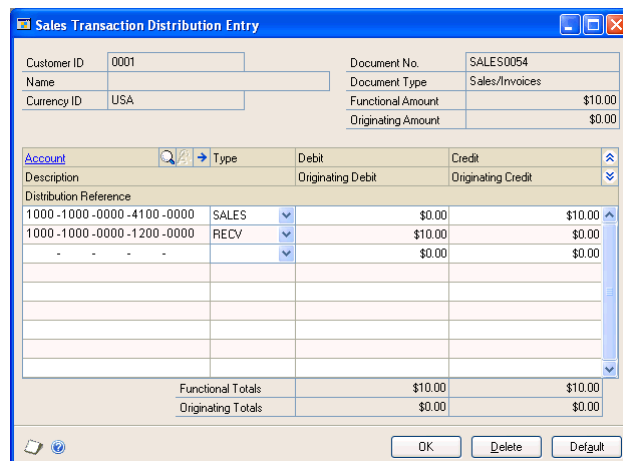 Sales Transaction Distribution Entry
Customer ID 0001 Document No. SALES0054
Name Document Type Sales/Invoices
Currency ID USA Functional Amount $10.00
Originating Amount $0.00
Account Type Debit Credit
Description Originating Debit Originating Credit
Distribution Reference
1000 -1000 -0000 -4100 -0000 SALES $0.00 $10.00
1000 -1000 -0000 -1200 -0000 RECV $10.00 $0.00
- - - - $0.00 $0.00
Functional Totals $10.00 $10.00
Originating Totals $0.00 $0.00
OK Delete Default